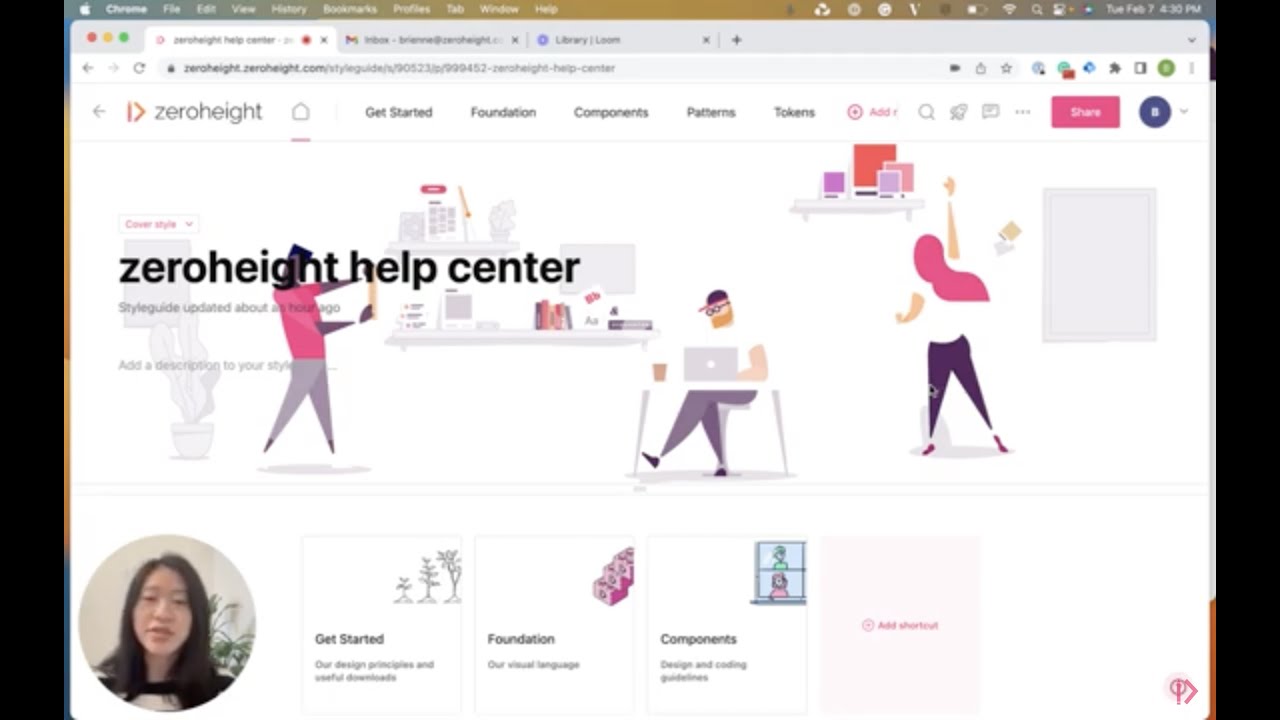 Chrome File Edit View History Bookmarks Profiles Tab Window Help Tue Feb 7 4:30 PM
zeroheight help center - ze Inbox - brienne@zeroheight.c Library | Loom
zeroheight.zeroheight.com/styleguide/s/90523/p/999452-zeroheight-help-center
zeroheight Get Started Foundation Components Patterns Tokens Add r Share B
Cover style
zeroheight help center
Styleguide updated about an hour ago
Add a description to your style
Bb
Aa
&
Get Started
Our design principles and
useful downloads
Foundation
Our visual language
Components
Design and coding
guidelines
Add shortcut